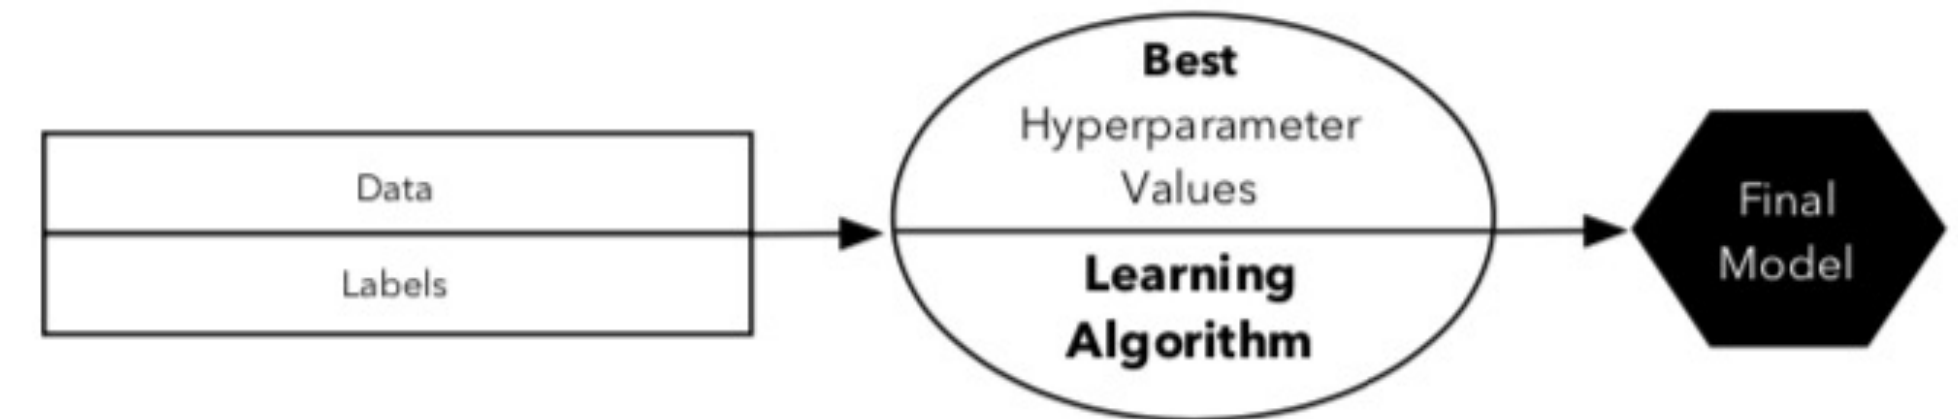 Data
Labels
Best
Hyperparameter
Values
Learning
Algorithm
Final
Model